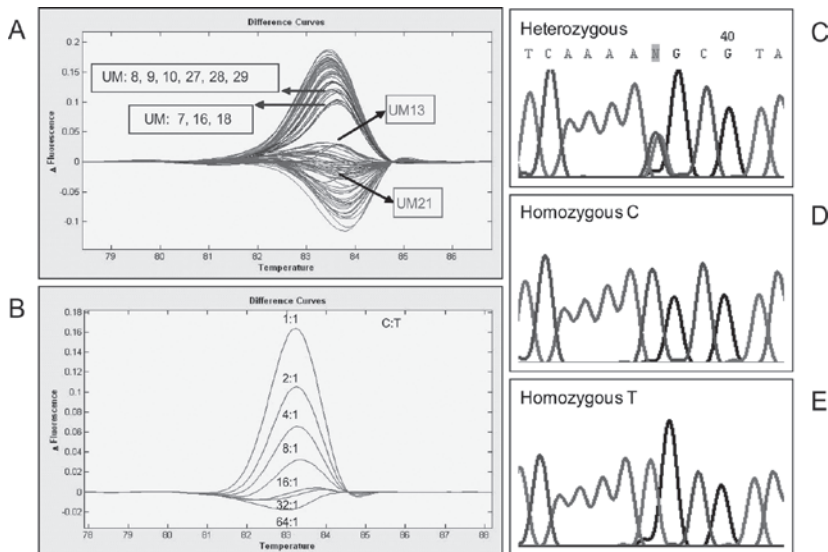 A
Difference Curves
0.2
0.15
0.1
0.05
0
-0.05
-0.1
Δ Fluorescence
UM: 8, 9, 10, 27, 28, 29
UM: 7, 16, 18
UM13
UM21
79 80 81 82 83 84 85 86
Temperature
B
Difference Curves
0.18
0.16
0.14
0.12
0.1
0.08
0.06
0.04
0.02
0
-0.02
Δ Fluorescence
C:T
1:1
2:1
4:1
8:1
16:1
32:1
64:1
78 79 80 81 82 83 84 85 86 87 88
Temperature
C
Heterozygous
40
T C A A A A N G C G T A
D
Homozygous C
E
Homozygous T